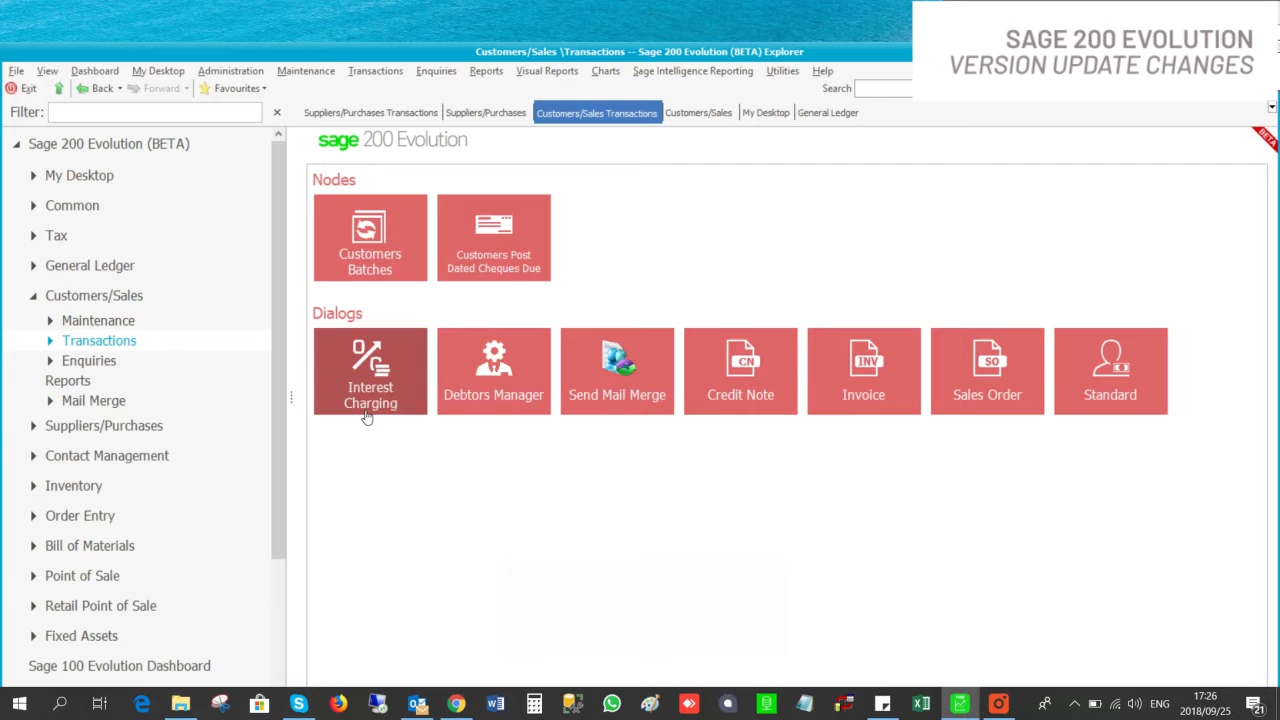 SAGE 200 EVOLUTION
VERSION UPDATE CHANGES
Customers/Sales \Transactions -- Sage 200 Evolution (BETA) Explorer
File View Dashboard My Desktop Administration Maintenance Transactions Enquiries Reports Visual Reports Charts Sage Intelligence Reporting Utilities Help
Exit Back Forward Favourites Search
Filter:
Suppliers/Purchases Transactions Suppliers/Purchases Customers/Sales Transactions Customers/Sales My Desktop General Ledger
BETA
sage 200 Evolution
Sage 200 Evolution (BETA)
My Desktop
Common
Tax
General Ledger
Customers/Sales
Maintenance
Transactions
Enquiries
Reports
Mail Merge
Suppliers/Purchases
Contact Management
Inventory
Order Entry
Bill of Materials
Point of Sale
Retail Point of Sale
Fixed Assets
Sage 100 Evolution Dashboard
Nodes
Customers
Batches
Customers Post
Dated Cheques Due
Dialogs
Interest
Charging
Debtors Manager
Send Mail Merge
CN
Credit Note
INV
Invoice
SO
Sales Order
Standard
ENG
17:26
2018/09/25
21